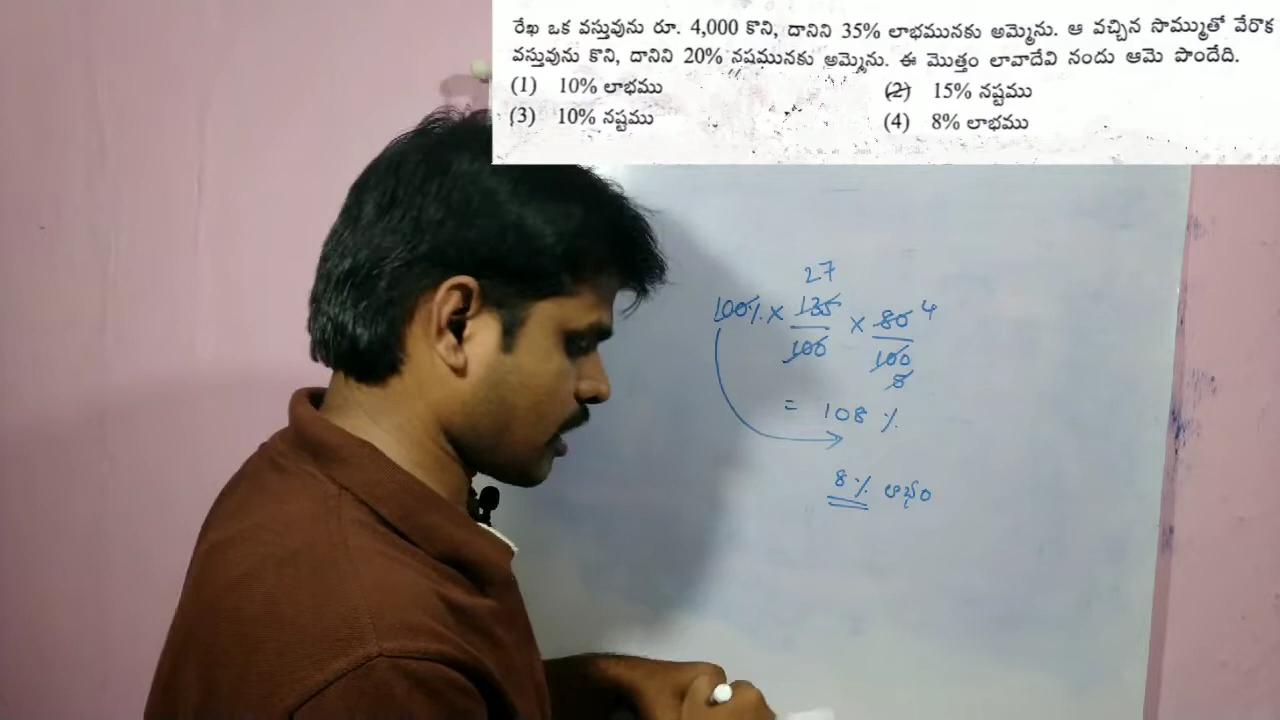 రేఖ ఒక వస్తువును రూ. 4,000 కొని, దానిని 35% లాభమునకు అమ్మెను. ఆ వచ్చిన సొమ్ముతో వేరొక
వస్తువును కొని, దానిని 20% నష్టమునకు అమ్మెను. ఈ మొత్తం లావాదేవి నందు ఆమె పొందేది.
(1) 10% లాభము (2) 15% నష్టము
(3) 10% నష్టము (4) 8% లాభము
27
100% × 135/100 × 80/100 4
8
= 108 %
8% లాభం